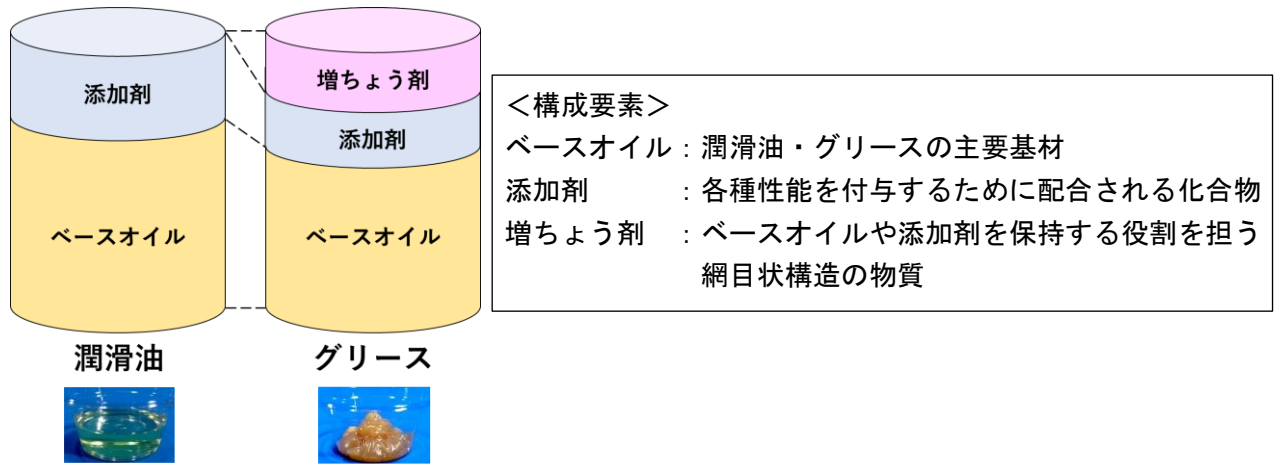 添加剤
ベースオイル
潤滑油
増ちょう剤
添加剤
ベースオイル
グリース
＜構成要素＞
ベースオイル：潤滑油・グリースの主要基材
添加剤　　　：各種性能を付与するために配合される化合物
増ちょう剤　：ベースオイルや添加剤を保持する役割を担う
網目状構造の物質